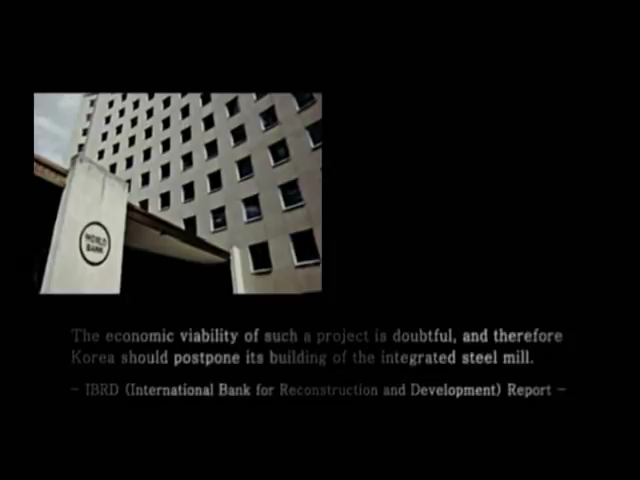 WORLD
BANK
The economic viability of such a project is doubtful, and therefore
Korea should postpone its building of the integrated steel mill.
- IBRD (International Bank for Reconstruction and Development) Report -